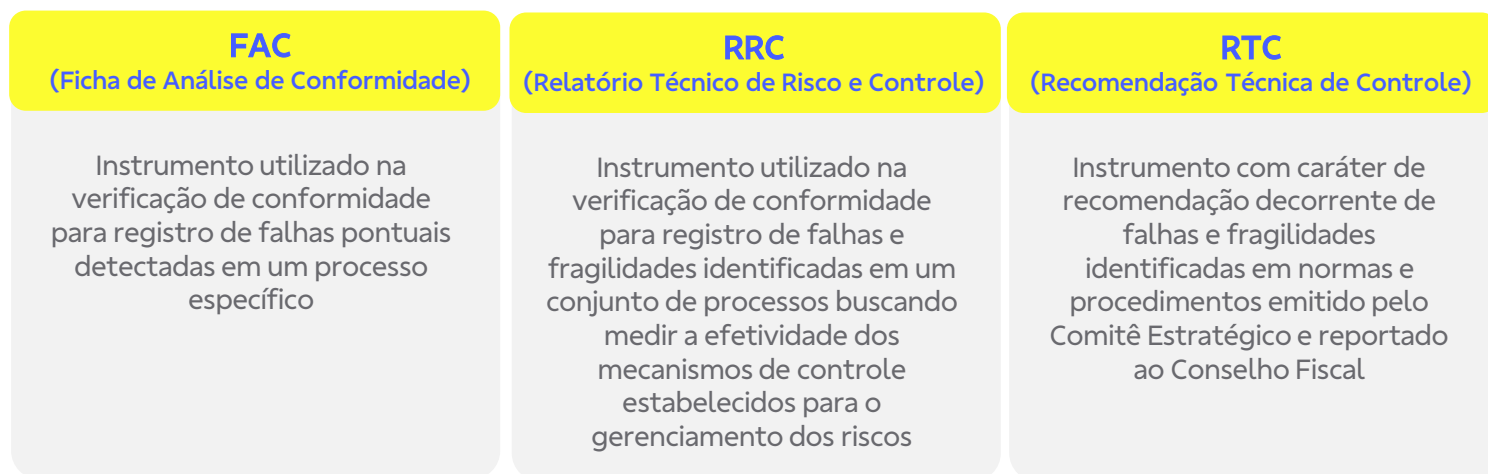 FAC
(Ficha de Análise de Conformidade)
Instrumento utilizado na
verificação de conformidade
para registro de falhas pontuais
detectadas em um processo
específico
RRC
(Relatório Técnico de Risco e Controle)
Instrumento utilizado na
verificação de conformidade
para registro de falhas e
fragilidades identificadas em um
conjunto de processos buscando
medir a efetividade dos
mecanismos de controle
estabelecidos para o
gerenciamento dos riscos
RTC
(Recomendação Técnica de Controle)
Instrumento com caráter de
recomendação decorrente de
falhas e fragilidades
identificadas em normas e
procedimentos emitido pelo
Comitê Estratégico e reportado
ao Conselho Fiscal